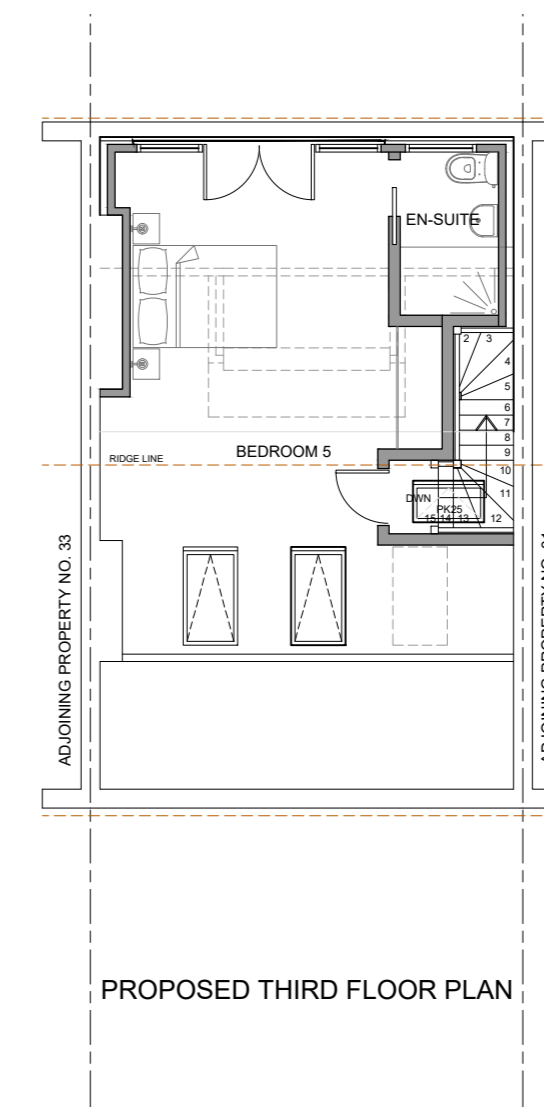 EN-SUITE
2 3
4
5
6
7
8
9
10
11
12
13
14
15
BEDROOM 5
RIDGE LINE
DWN
PK25
ADJOINING PROPERTY NO. 33
PROPOSED THIRD FLOOR PLAN